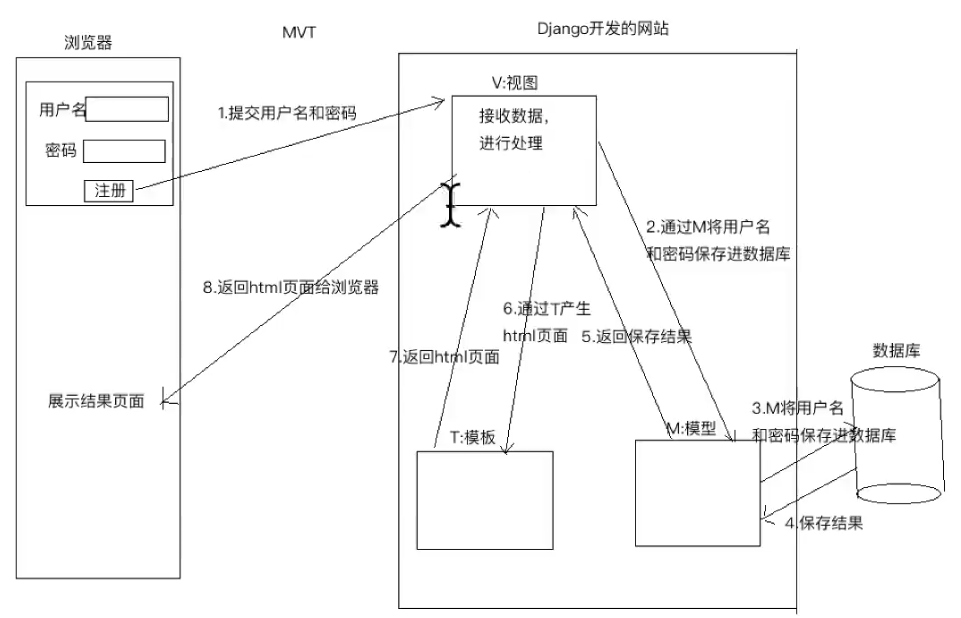 MVT
Django开发的网站
浏览器
用户名
密码
注册
1.提交用户名和密码
V:视图
接收数据,
进行处理
2.通过M将用户名
和密码保存进数据库
8.返回html页面给浏览器
6.通过T产生
html页面
5.返回保存结果
7.返回html页面
展示结果页面
数据库
3.M将用户名
和密码保存进数据库
T:模板
M:模型
4.保存结果